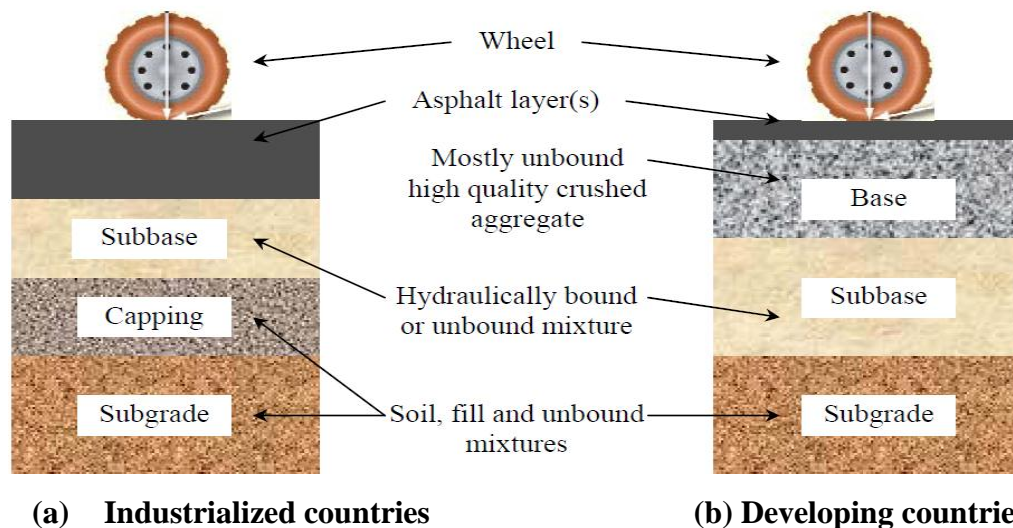 Wheel
Asphalt layer(s)
Mostly unbound
high quality crushed
aggregate
Base
Subbase
Hydraulically bound
or unbound mixture
Subbase
Capping
Subgrade
Soil, fill and unbound
mixtures
Subgrade
(a) Industrialized countries
(b) Developing countrie